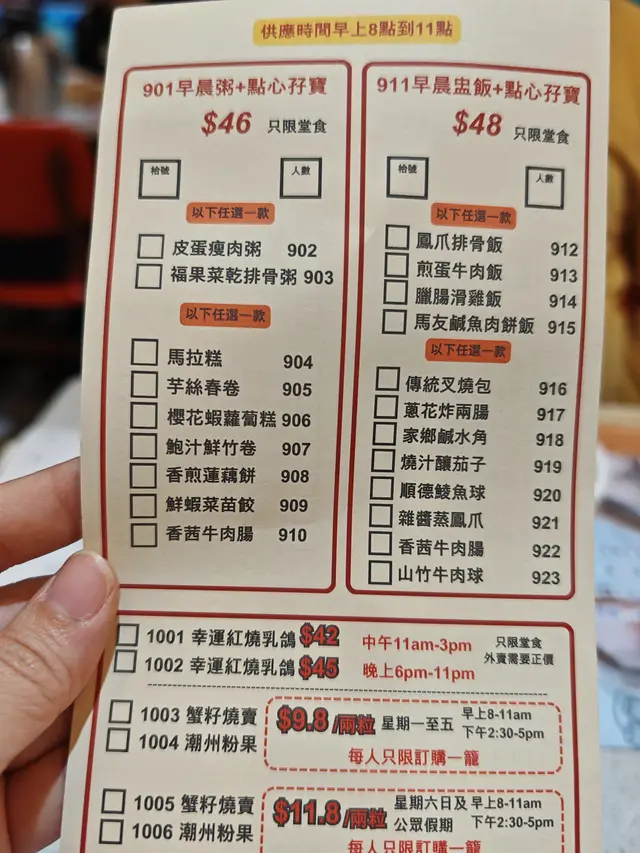 供應時間早上8點到11點
901早晨粥+點心孖寶
$46 只限堂食
枱號 人數
以下任選一款
皮蛋瘦肉粥 902
福果菜乾排骨粥 903
以下任選一款
馬拉糕 904
芋絲春卷 905
櫻花蝦蘿蔔糕 906
鮑汁鮮竹卷 907
香煎蓮藕餅 908
鮮蝦菜苗餃 909
香茜牛肉腸 910
911早晨盅飯+點心孖寶
$48 只限堂食
枱號 人數
以下任選一款
鳳爪排骨飯 912
煎蛋牛肉飯 913
臘腸滑雞飯 914
馬友鹹魚肉餅飯 915
以下任選一款
傳統叉燒包 916
蔥花炸兩腸 917
家鄉鹹水角 918
燒汁釀茄子 919
順德鯪魚球 920
雜醬蒸鳳爪 921
香茜牛肉腸 922
山竹牛肉球 923
1001 幸運紅燒乳鴿 $42 中午11am-3pm 只限堂食
1002 幸運紅燒乳鴿 $45 晚上6pm-11pm 外賣需要正價
1003 蟹籽燒賣 $9.8/兩粒 星期一至五 早上8-11am
1004 潮州粉果 下午2:30-5pm
每人只限訂購一籠
1005 蟹籽燒賣 $11.8/兩粒 星期六日及 早上8-11am
1006 潮州粉果 公眾假期 下午2:30-5pm
每人只限訂購一籠